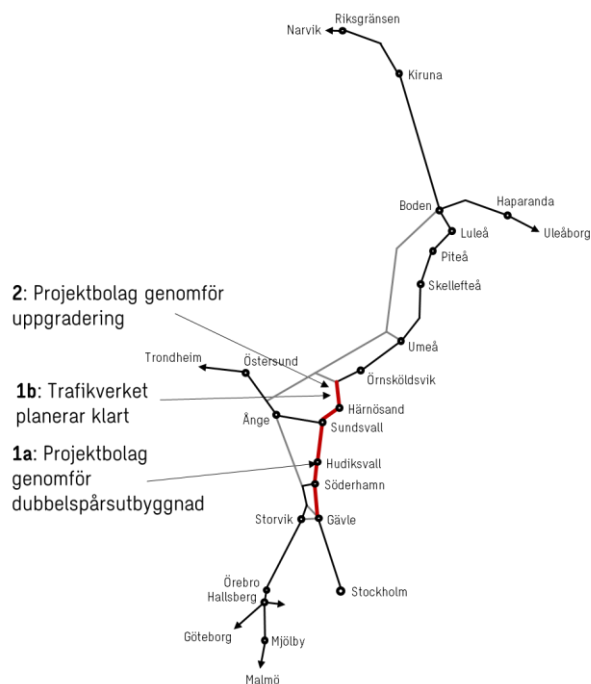 Riksgränsen
Narvik
Kiruna
Haparanda
Boden
Luleå
Uleåborg
Piteå
Skellefteå
2: Projektbolag genomför
uppgradering
Umeå
Trondheim
Östersund
Örnsköldsvik
1b: Trafikverket
planerar klart
Härnösand
Ånge
Sundsvall
1a: Projektbolag
genomför
dubbelspårsutbyggnad
Hudiksvall
Söderhamn
Storvik
Gävle
Örebro
Hallsberg
Stockholm
Göteborg
Mjölby
Malmö